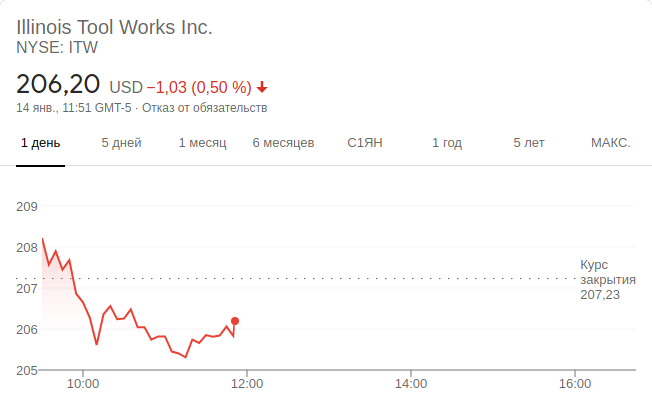 Illinois Tool Works Inc.
NYSE: ITW
206,20 USD −1,03 (0,50 %)
14 янв., 11:51 GMT-5 · Отказ от обязательств
1 день 5 дней 1 месяц 6 месяцев С1ЯН 1 год 5 лет МАКС.
209
208
207
206
205
Курс
закрытия
207,23
10:00 12:00 14:00 16:00